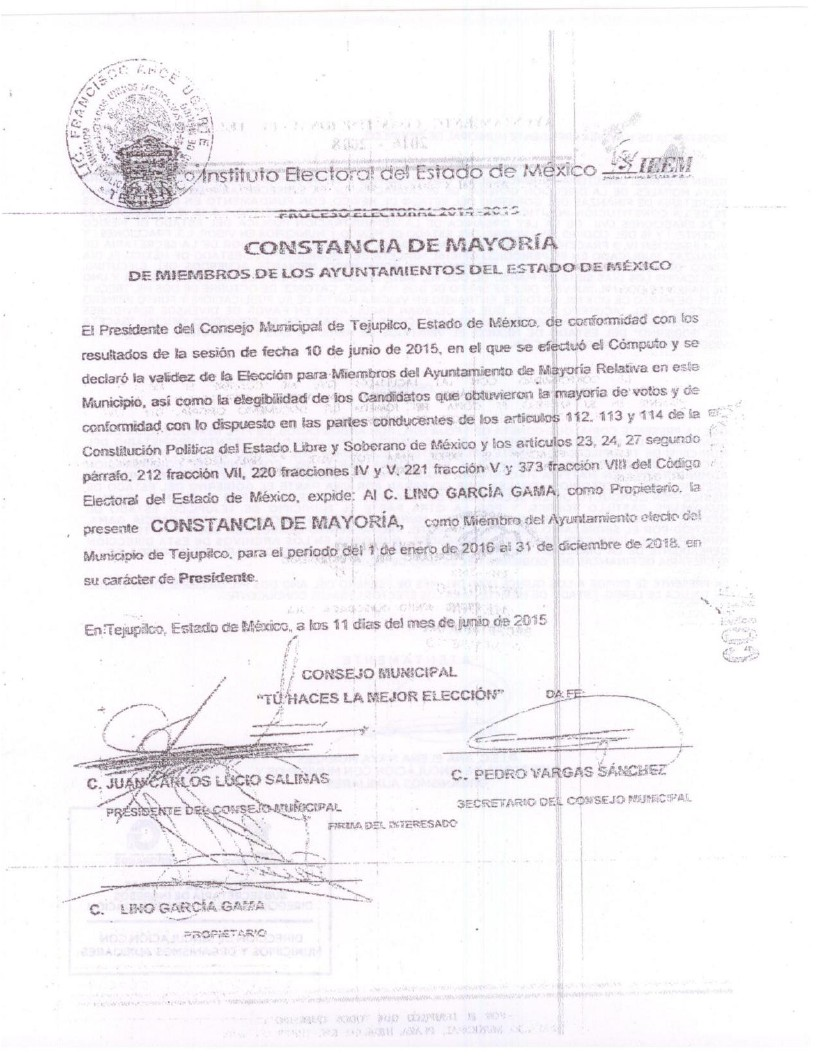 LIC. FRANCISCO ARCE UGARTE
Instituto Electoral del Estado de México IEEM
PROCESO ELECTORAL 2014-2015
CONSTANCIA DE MAYORÍA
DE MIEMBROS DE LOS AYUNTAMIENTOS DEL ESTADO DE MÉXICO
El Presidente del Consejo Municipal de Tejupilco, Estado de México, de conformidad con los
resultados de la sesión de fecha 10 de junio de 2015, en el que se efectuó el Cómputo y se
declaró la validez de la Elección para Miembros del Ayuntamiento de Mayoría Relativa en este
Municipio, así como la elegibilidad de los Candidatos que obtuvieron la mayoría de votos y de
conformidad con lo dispuesto en las partes conducentes de los artículos 112, 113 y 114 de la
Constitución Política del Estado Libre y Soberano de México y los artículos 23, 24, 27 segundo
párrafo, 212 fracción VII, 220 fracciones IV y V, 221 fracción V y 373 fracción VIII del Código
Electoral del Estado de México, expide: Al C. LINO GARCÍA GAMA, como Propietario, la
presente CONSTANCIA DE MAYORÍA, como Miembro del Ayuntamiento electo del
Municipio de Tejupilco, para el periodo del 1 de enero de 2016 al 31 de diciembre de 2018, en
su carácter de Presidente.
En Tejupilco, Estado de México, a los 11 días del mes de junio de 2015
CONSEJO MUNICIPAL
"TÚ HACES LA MEJOR ELECCIÓN"
DA FE
C. JUAN CARLOS LUCIO SALINAS
C. PEDRO VARGAS SÁNCHEZ
PRESIDENTE DEL CONSEJO MUNICIPAL
SECRETARIO DEL CONSEJO MUNICIPAL
FIRMA DEL INTERESADO
C. LINO GARCÍA GAMA
PROPIETARIO